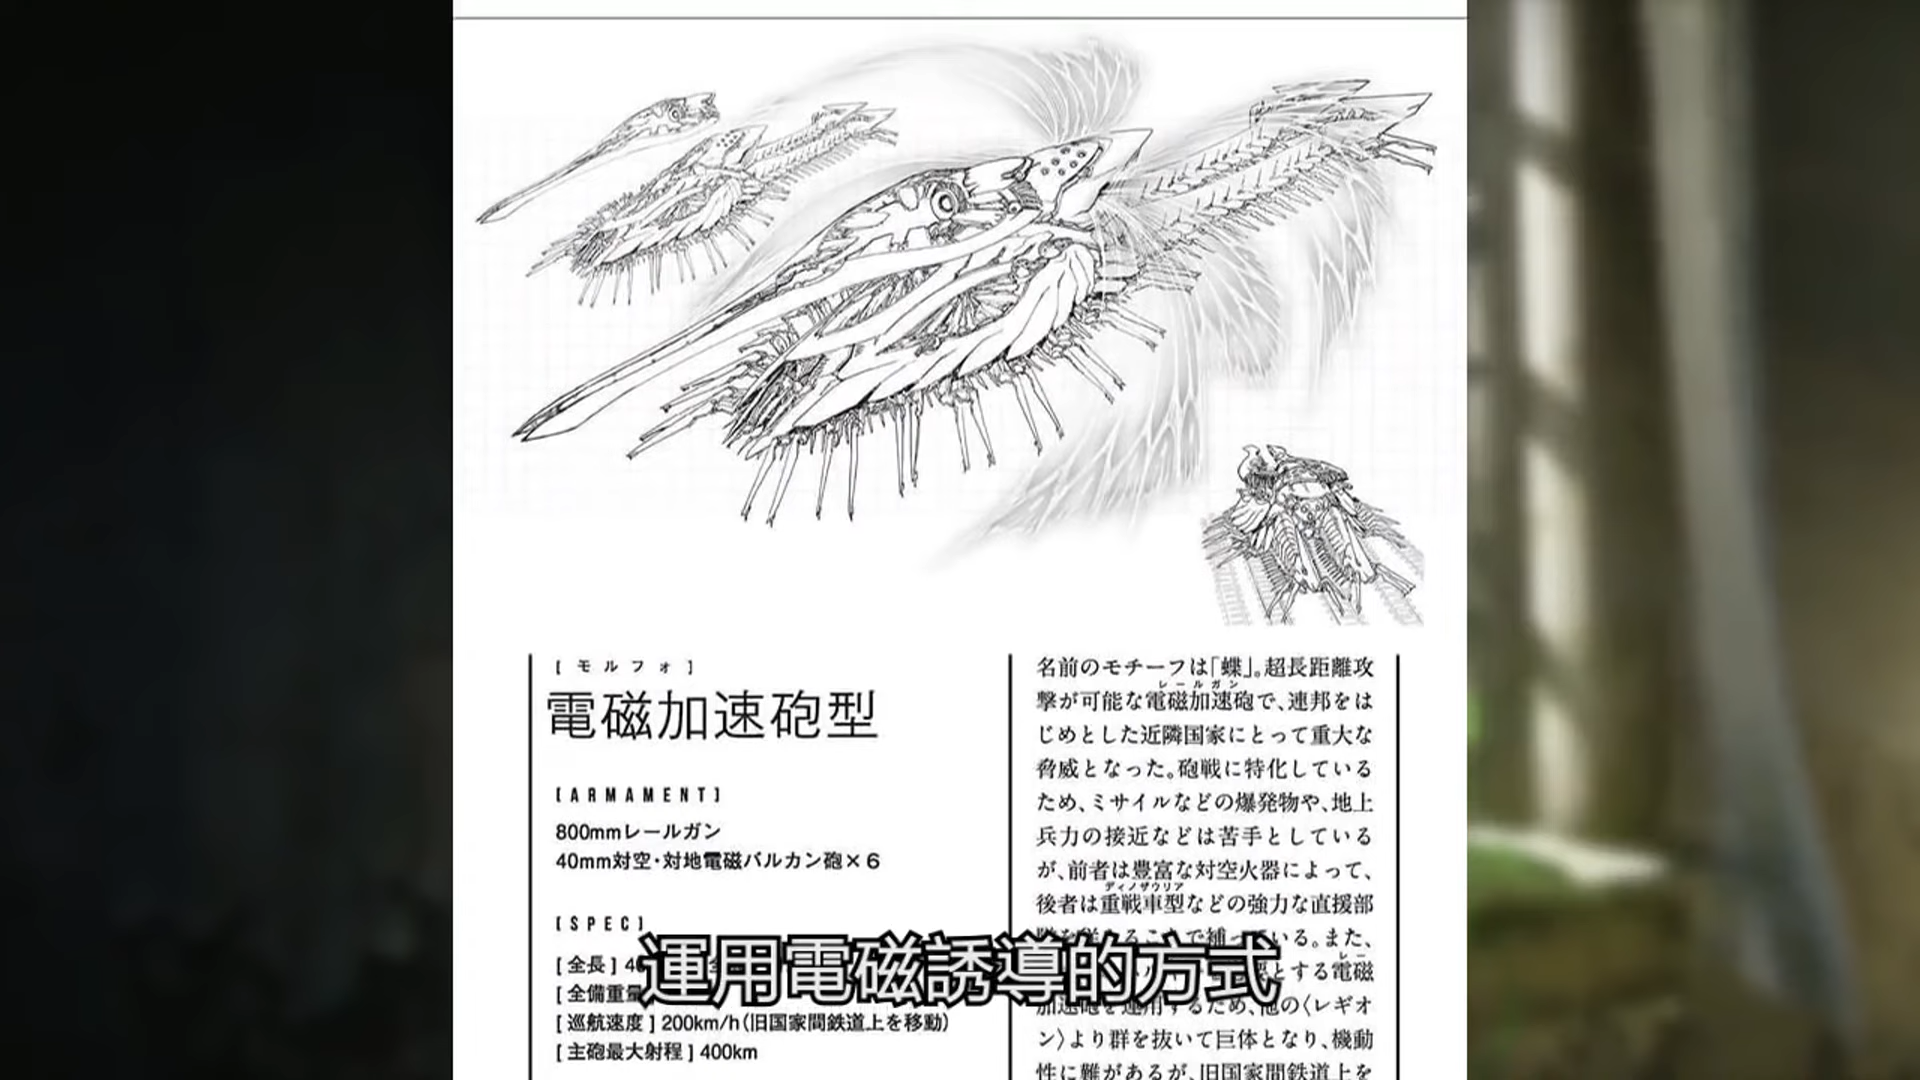 [モルフォ]
電磁加速砲型
[ARMAMENT]
800mmレールガン
40mm対空・対地電磁バルカン砲×6
[SPEC]
[全長] 40
[全備重量
[巡航速度] 200km/h(旧国家間鉄道上を移動)
[主砲最大射程] 400km
名前のモチーフは「蝶」。超長距離攻
レールガン
撃が可能な電磁加速砲で、連邦をは
じめとした近隣国家にとって重大な
脅威となった。砲戦に特化している
ため、ミサイルなどの爆発物や、地上
兵力の接近などは苦手としている
が、前者は豊富な対空火器によって、
ディノザウリア
後者は重戦車型などの強力な直援部
で補っている。また、
レー
とする電磁
加速砲を運用するため、他の〈レギオ
ン〉より群を抜いて巨体となり、機動
性に難があるが、旧国家間鉄道上を
運用電磁誘導的方式